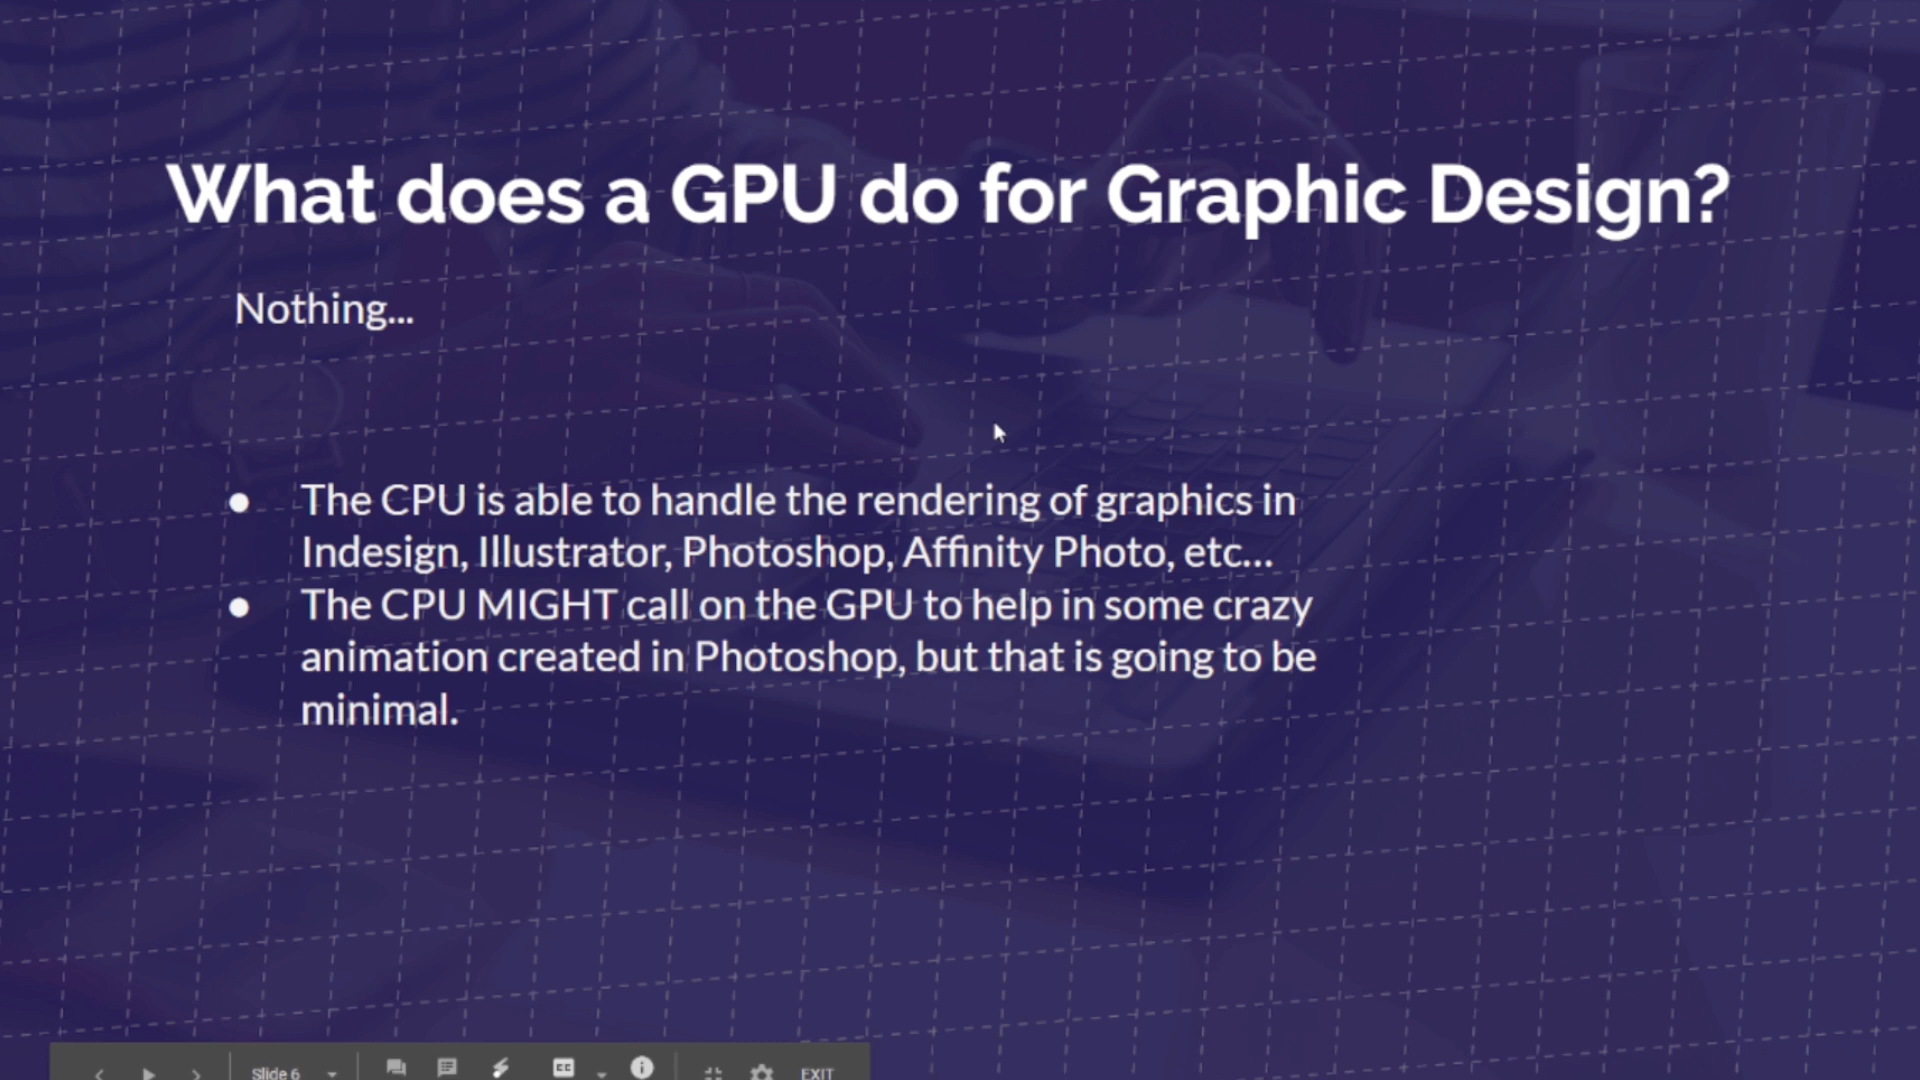 What does a GPU do for Graphic Design?
Nothing...
● The CPU is able to handle the rendering of graphics in
Indesign, Illustrator, Photoshop, Affinity Photo, etc...
● The CPU MIGHT call on the GPU to help in some crazy
animation created in Photoshop, but that is going to be
minimal.
Slide 6 CC EXIT